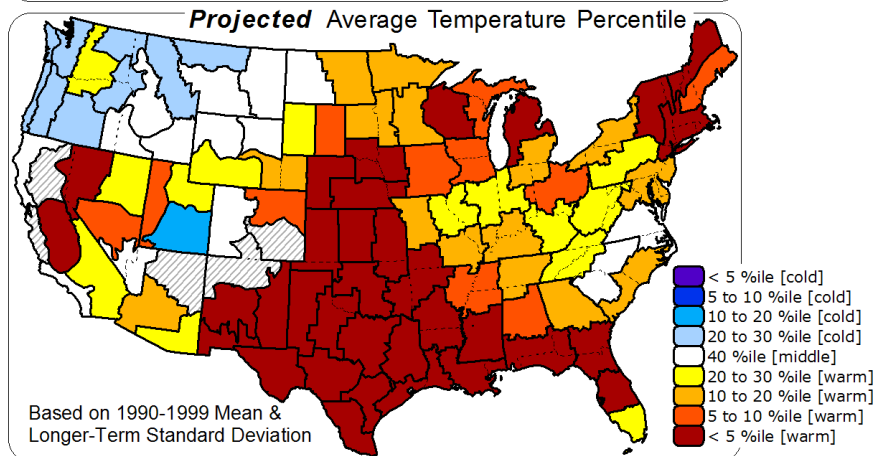 Projected Average Temperature Percentile
< 5 %ile [cold]
5 to 10 %ile [cold]
10 to 20 %ile [cold]
20 to 30 %ile [cold]
40 %ile [middle]
20 to 30 %ile [warm]
10 to 20 %ile [warm]
5 to 10 %ile [warm]
< 5 %ile [warm]
Based on 1990-1999 Mean &
Longer-Term Standard Deviation